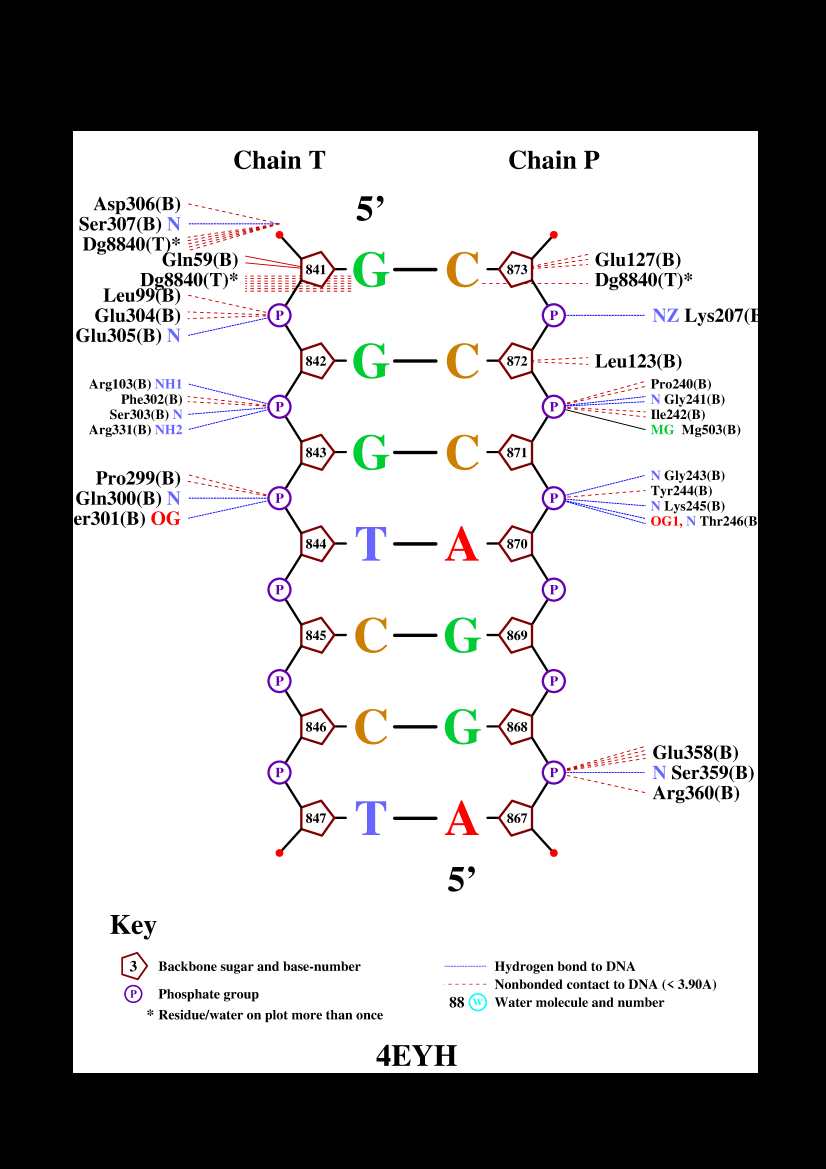 Chain T Chain P
5’
Asp306(B)
Ser307(B) N
Dg8840(T)*
Gln59(B)
Dg8840(T)*
Leu99(B)
Glu304(B)
Glu305(B) N
841 G C 873
Glu127(B)
Dg8840(T)*
P P
NZ Lys207(B
842 G C 872
Leu123(B)
Arg103(B) NH1
Phe302(B)
Ser303(B) N
Arg331(B) NH2
P P
Pro240(B)
N Gly241(B)
Ile242(B)
MG Mg503(B)
843 G C 871
Pro299(B)
Gln300(B) N
er301(B) OG
P P
N Gly243(B)
Tyr244(B)
N Lys245(B)
OG1, N Thr246(B
844 T A 870
P P
845 C G 869
P P
846 C G 868
P P
Glu358(B)
N Ser359(B)
Arg360(B)
847 T A 867
5’
Key
3 Backbone sugar and base-number
P Phosphate group
* Residue/water on plot more than once
Hydrogen bond to DNA
Nonbonded contact to DNA (< 3.90A)
88 W Water molecule and number
4EYH